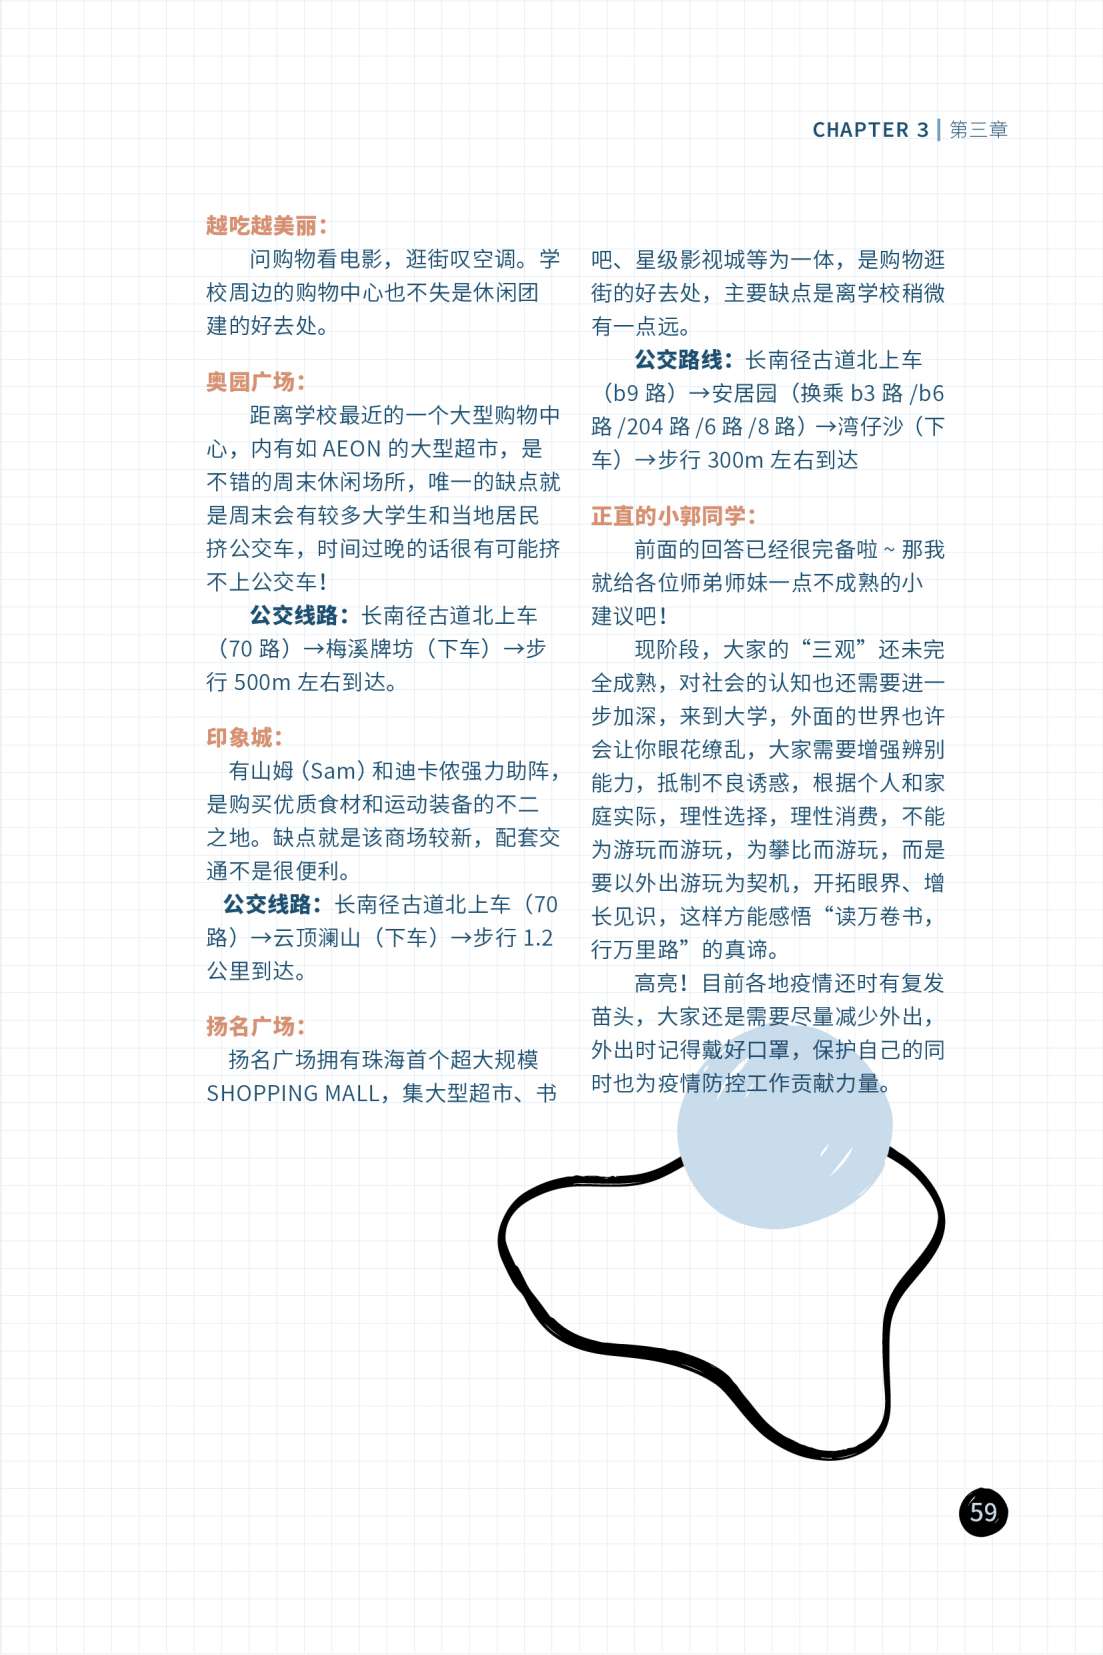 CHAPTER 3 | 第三章
越吃越美丽：
问购物看电影，逛街叹空调。学
校周边的购物中心也不失是休闲团
建的好去处。
奥园广场：
距离学校最近的一个大型购物中
心，内有如 AEON 的大型超市，是
不错的周末休闲场所，唯一的缺点就
是周末会有较多大学生和当地居民
挤公交车，时间过晚的话很有可能挤
不上公交车！
公交线路：长南径古道北上车
（70 路）→梅溪牌坊（下车）→步
行 500m 左右到达。
印象城：
有山姆（Sam）和迪卡侬强力助阵，
是购买优质食材和运动装备的不二
之地。缺点就是该商场较新，配套交
通不是很便利。
公交线路：长南径古道北上车（70
路）→云顶澜山（下车）→步行 1.2
公里到达。
扬名广场：
扬名广场拥有珠海首个超大规模
SHOPPING MALL，集大型超市、书
吧、星级影视城等为一体，是购物逛
街的好去处，主要缺点是离学校稍微
有一点远。
公交路线：长南径古道北上车
（b9 路）→安居园（换乘 b3 路 /b6
路 /204 路 /6 路 /8 路）→湾仔沙（下
车）→步行 300m 左右到达
正直的小郭同学：
前面的回答已经很完备啦 ~ 那我
就给各位师弟师妹一点不成熟的小
建议吧！
现阶段，大家的“三观”还未完
全成熟，对社会的认知也还需要进一
步加深，来到大学，外面的世界也许
会让你眼花缭乱，大家需要增强辨别
能力，抵制不良诱惑，根据个人和家
庭实际，理性选择，理性消费，不能
为游玩而游玩，为攀比而游玩，而是
要以外出游玩为契机，开拓眼界、增
长见识，这样方能感悟“读万卷书，
行万里路”的真谛。
高亮！目前各地疫情还时有复发
苗头，大家还是需要尽量减少外出，
外出时记得戴好口罩，保护自己的同
时也为疫情防控工作贡献力量。
59